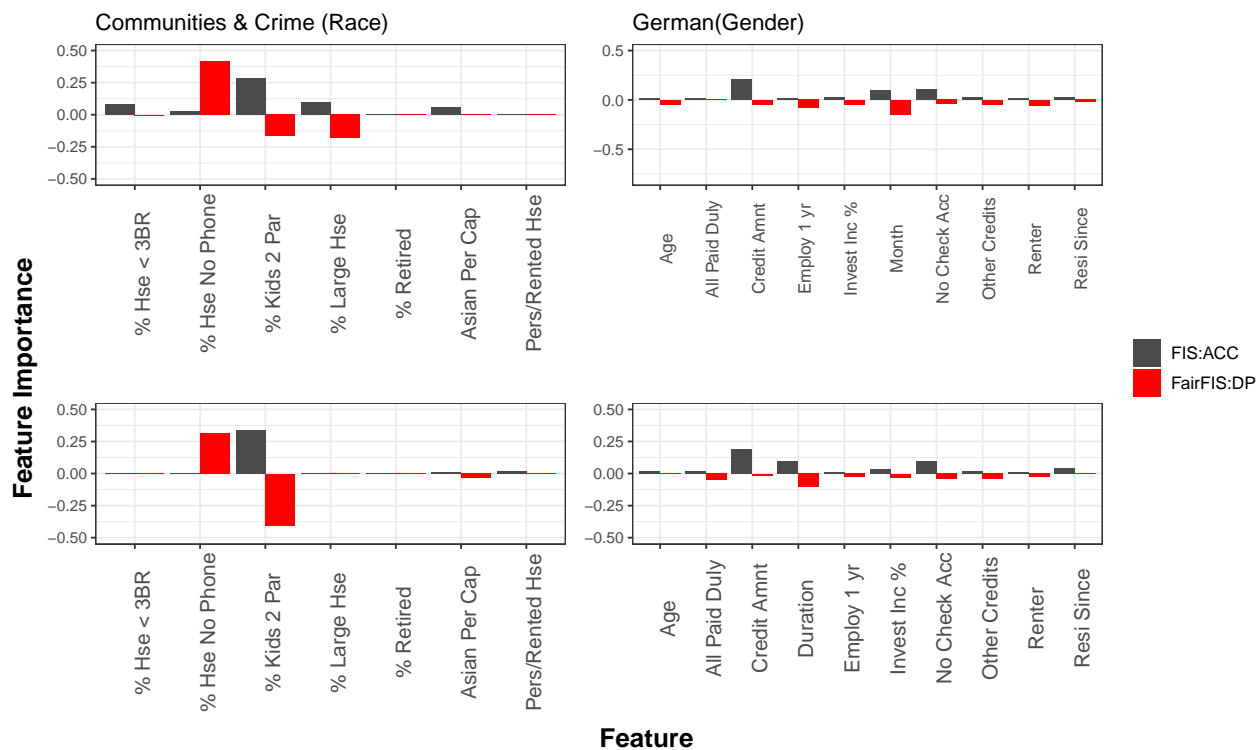 Communities & Crime (Race)
German(Gender)
0.50
0.25
0.00
−0.25
−0.50
0.5
0.0
−0.5
% Hse < 3BR
% Hse No Phone
% Kids 2 Par
% Large Hse
% Retired
Asian Per Cap
Pers/Rented Hse
Age
All Paid Duly
Credit Amnt
Employ 1 yr
Invest Inc %
Month
No Check Acc
Other Credits
Renter
Resi Since
Feature Importance
FIS:ACC
FairFIS:DP
0.50
0.25
0.00
−0.25
−0.50
0.50
0.25
0.00
−0.25
−0.50
% Hse < 3BR
% Hse No Phone
% Kids 2 Par
% Large Hse
% Retired
Asian Per Cap
Pers/Rented Hse
Age
All Paid Duly
Credit Amnt
Duration
Employ 1 yr
Invest Inc %
No Check Acc
Other Credits
Renter
Resi Since
Feature